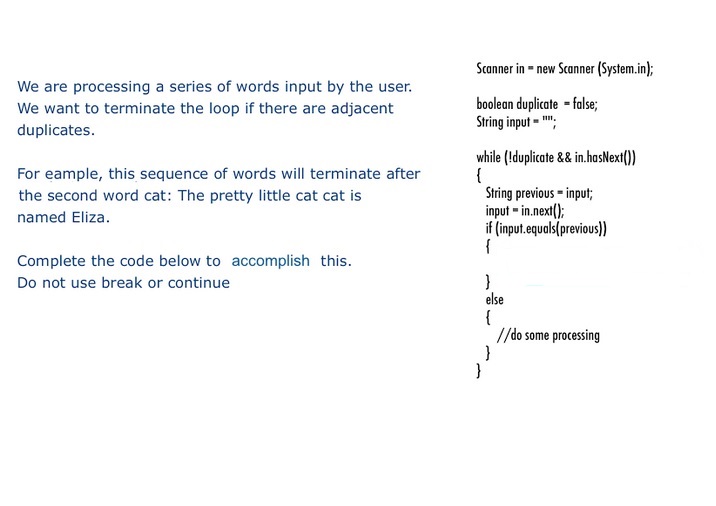 We are processing a series of words input by the user.
We want to terminate the loop if there are adjacent
duplicates.
For eample, this sequence of words will terminate after
the second word cat: The pretty little cat cat is
named Eliza.
Complete the code below to accomplish this.
Do not use break or continue
Scanner in = new Scanner (System.in);
boolean duplicate = false;
String input = "";
while (!duplicate && in.hasNext())
{
String previous = input;
input = in.next();
if (input.equals(previous))
{
}
else
{
//do some processing
}
}